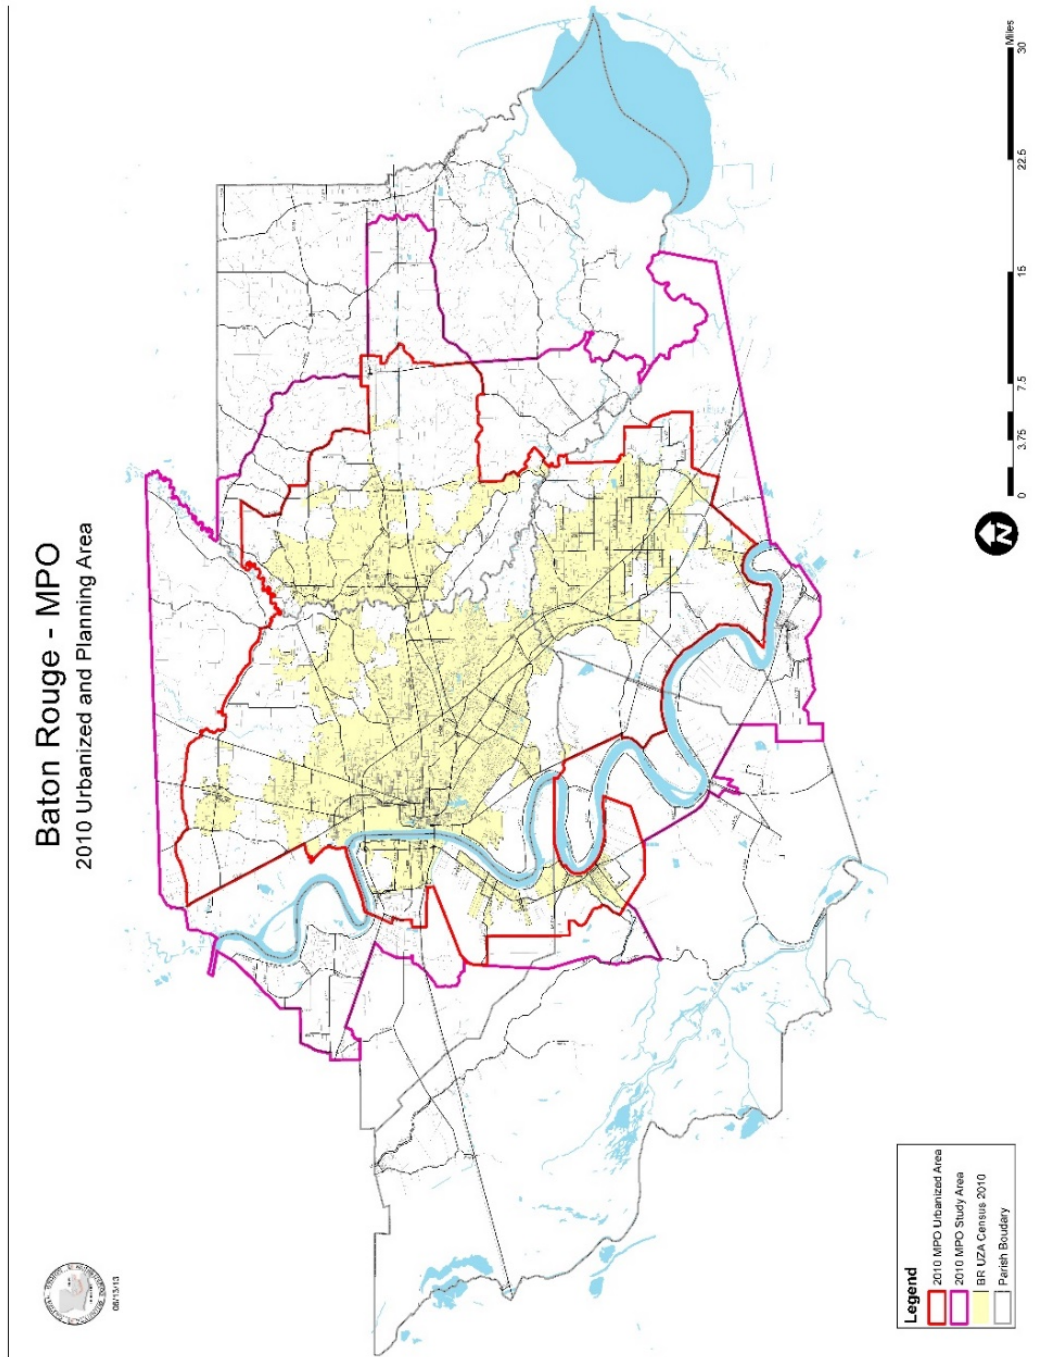 Baton Rouge - MPO
2010 Urbanized and Planning Area
06/13/13
Legend
2010 MPO Urbanized Area
2010 MPO Study Area
BR UZA Census 2010
Parish Boudary
N
0 3.75 7.5 15 22.5 30
Miles